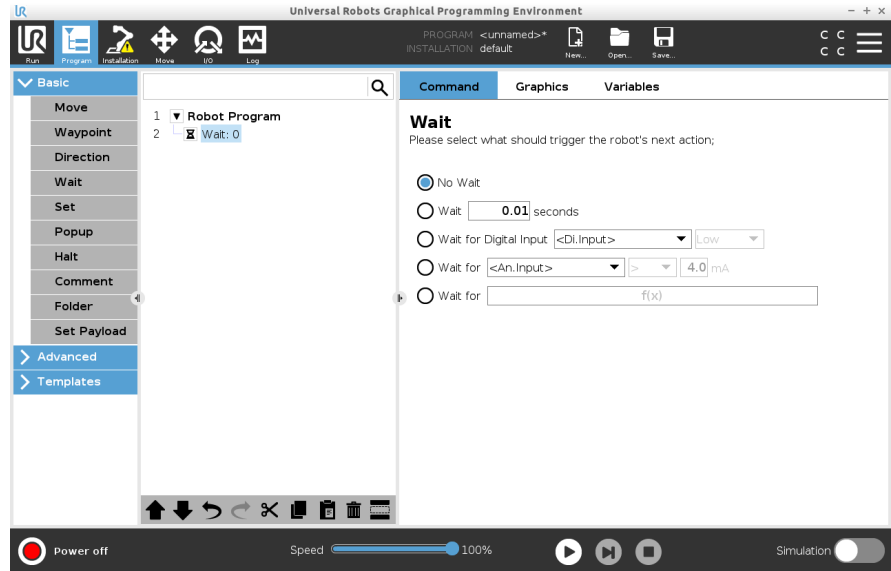 UR Universal Robots Graphical Programming Environment
UR PROGRAM <unnamed>*
INSTALLATION default
Run Program Installation Move I/O Log New... Open... Save... C C
C C
Basic
Move
Waypoint
Direction
Wait
Set
Popup
Halt
Comment
Folder
Set Payload
Advanced
Templates
1 Robot Program
2 Wait: 0
Command Graphics Variables
Wait
Please select what should trigger the robot's next action;
No Wait
Wait 0.01 seconds
Wait for Digital Input <Di.Input> Low
Wait for <An.Input> > 4.0 mA
Wait for f(x)
Power off Speed 100% Simulation